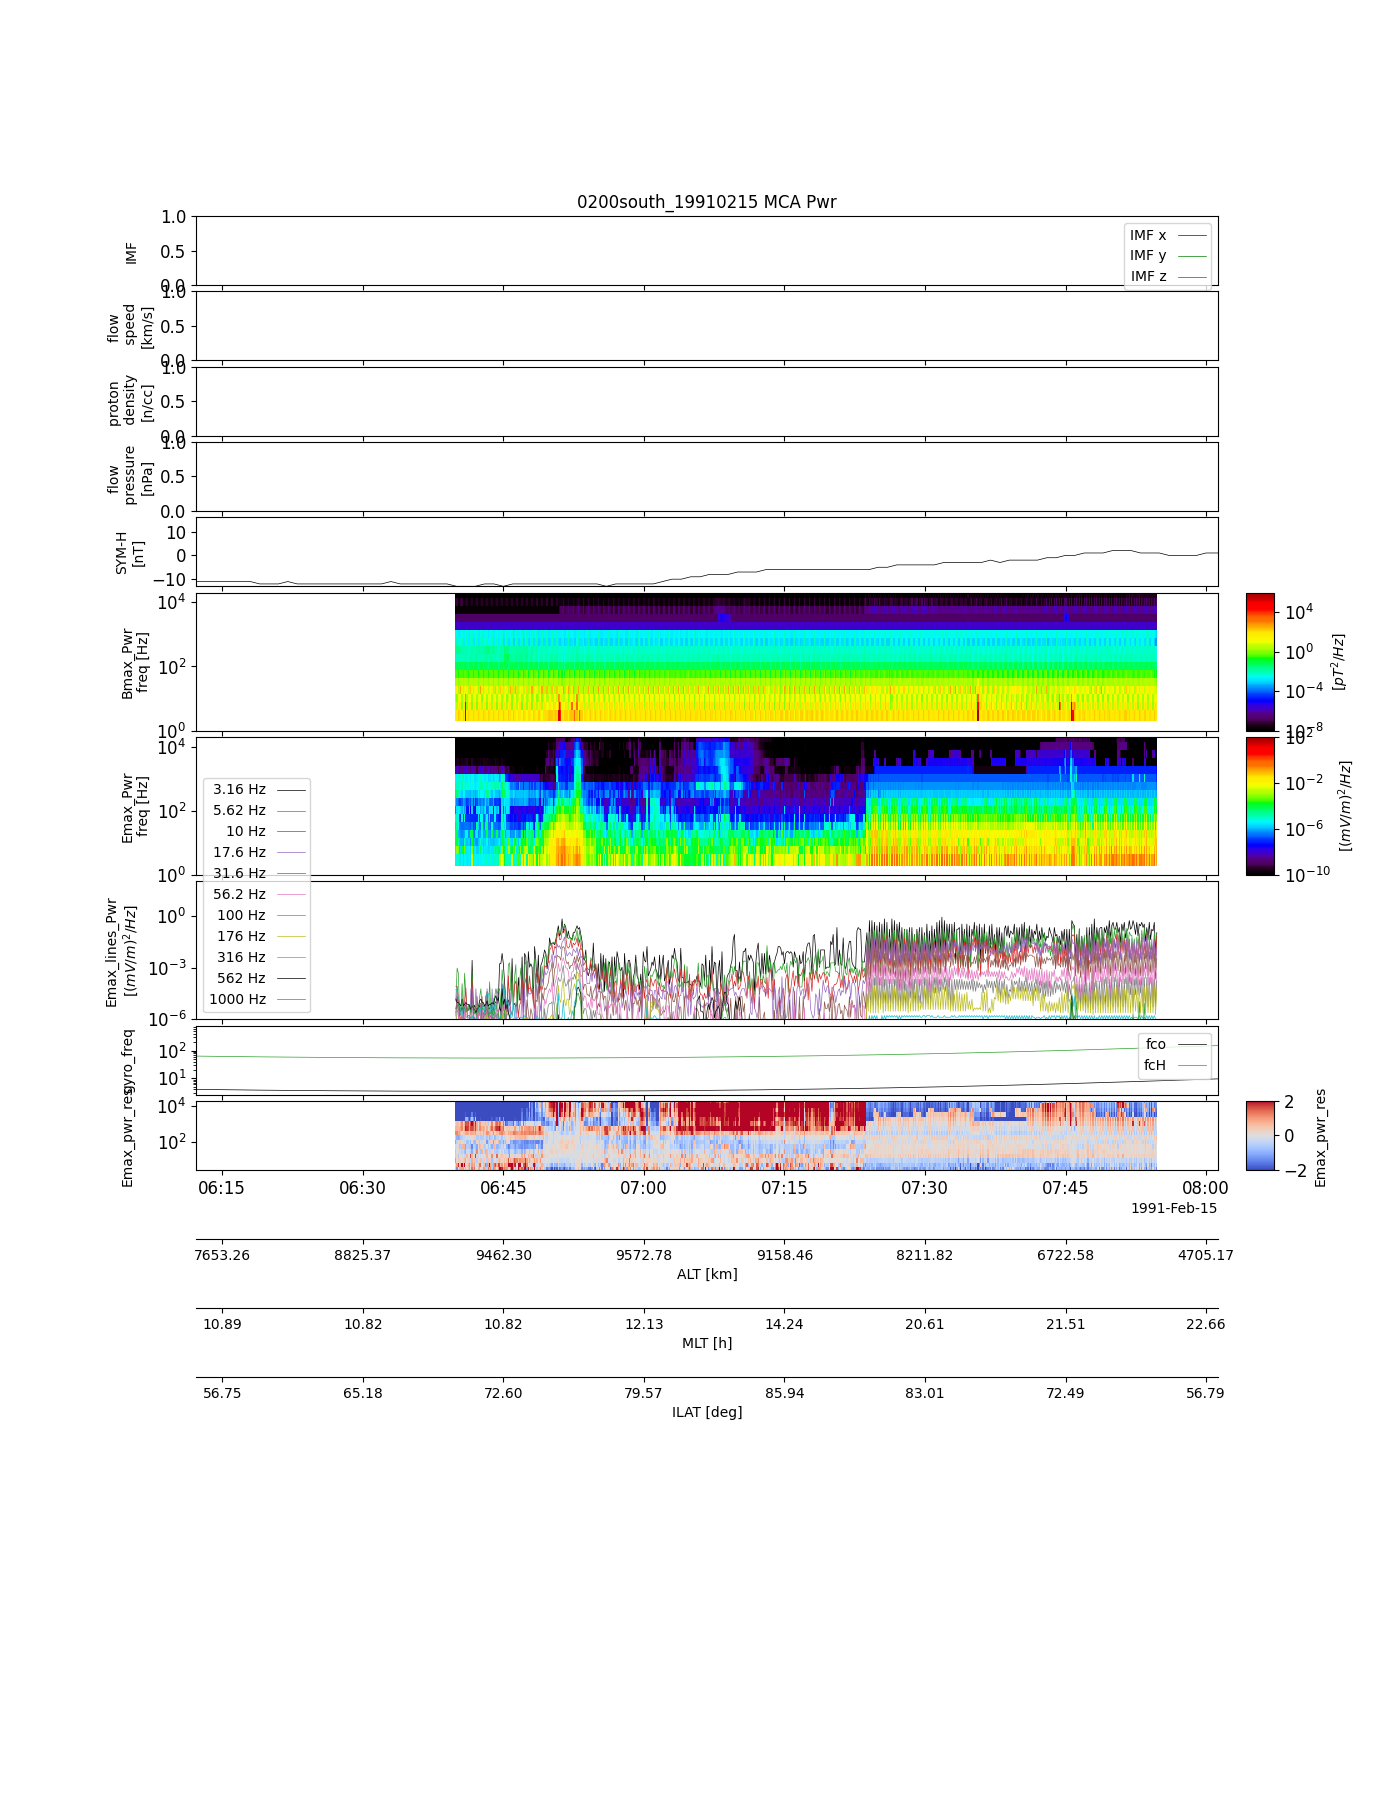 0200south_19910215 MCA Pwr
1.0
0.5
0.0
IMF
IMF x
IMF y
IMF z
1.0
0.5
0.0
flow
speed
[km/s]
1.0
0.5
0.0
proton
density
[n/cc]
1.0
0.5
0.0
flow
pressure
[nPa]
10
0
−10
SYM-H
[nT]
10^4
10^2
10^0
Bmax_Pwr
freq [Hz]
10^4
10^0
10^-4
10^-8
[pT^2/Hz]
10^4
10^2
10^0
Emax_Pwr
freq [Hz]
10^2
10^-2
10^-6
10^-10
[(mV/m)^2/Hz]
3.16 Hz
5.62 Hz
10 Hz
17.6 Hz
31.6 Hz
56.2 Hz
100 Hz
176 Hz
316 Hz
562 Hz
1000 Hz
10^0
10^-3
10^-6
Emax_lines_Pwr
[(mV/m)^2/Hz]
10^2
10^1
gyro_freq
fco
fcH
10^4
10^2
Emax_pwr_res
2
0
−2
Emax_pwr_res
06:15 06:30 06:45 07:00 07:15 07:30 07:45 08:00
1991-Feb-15
7653.26 8825.37 9462.30 9572.78 9158.46 8211.82 6722.58 4705.17
ALT [km]
10.89 10.82 10.82 12.13 14.24 20.61 21.51 22.66
MLT [h]
56.75 65.18 72.60 79.57 85.94 83.01 72.49 56.79
ILAT [deg]